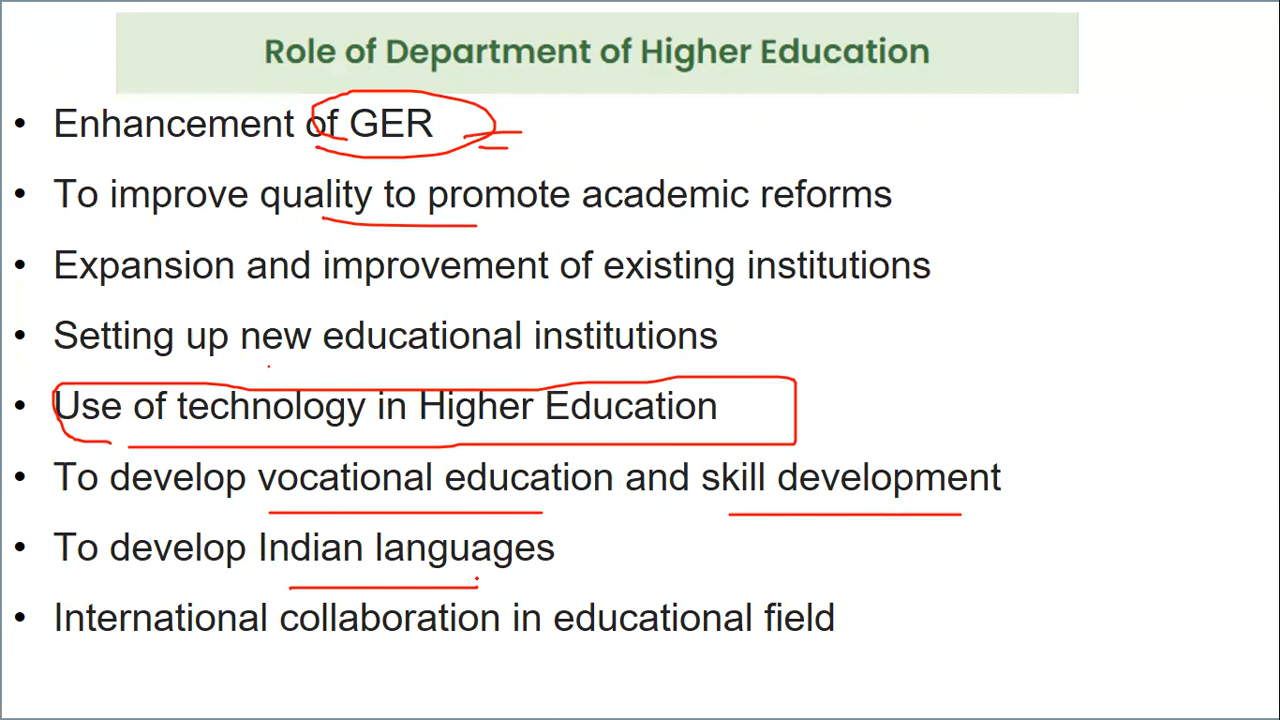 Role of Department of Higher Education
• Enhancement of GER
• To improve quality to promote academic reforms
• Expansion and improvement of existing institutions
• Setting up new educational institutions
• Use of technology in Higher Education
• To develop vocational education and skill development
• To develop Indian languages
• International collaboration in educational field